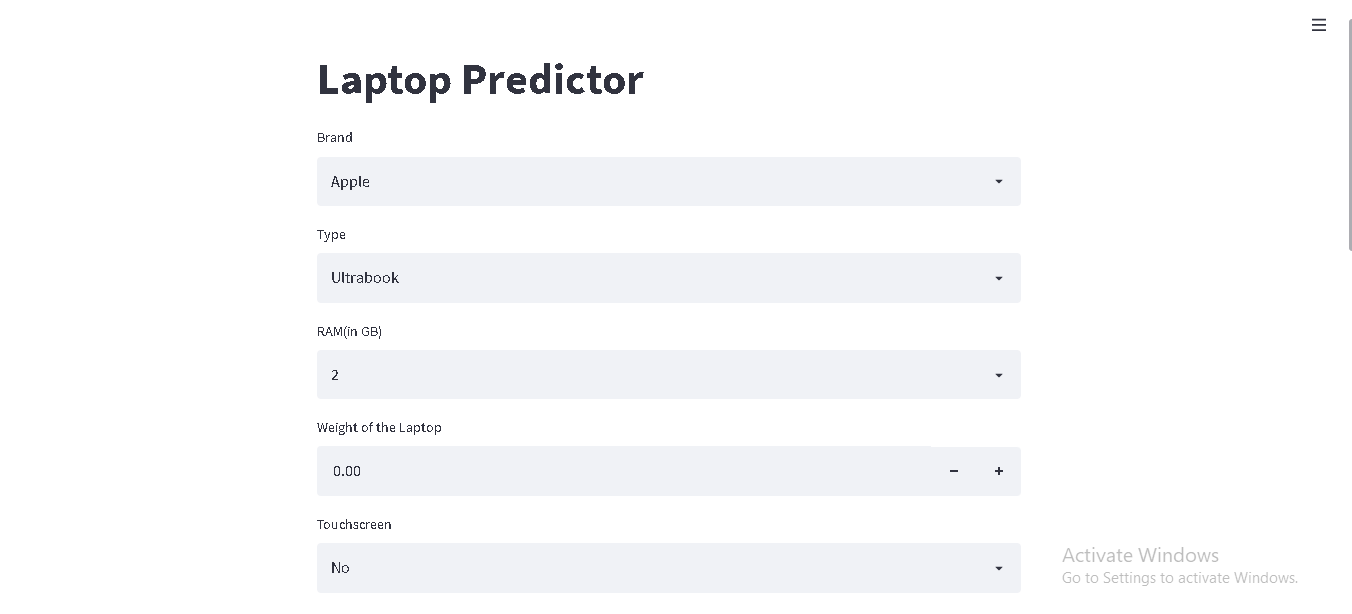 Laptop Predictor
Brand
Apple
Type
Ultrabook
RAM(in GB)
2
Weight of the Laptop
0.00
Touchscreen
No
Activate Windows
Go to Settings to activate Windows.